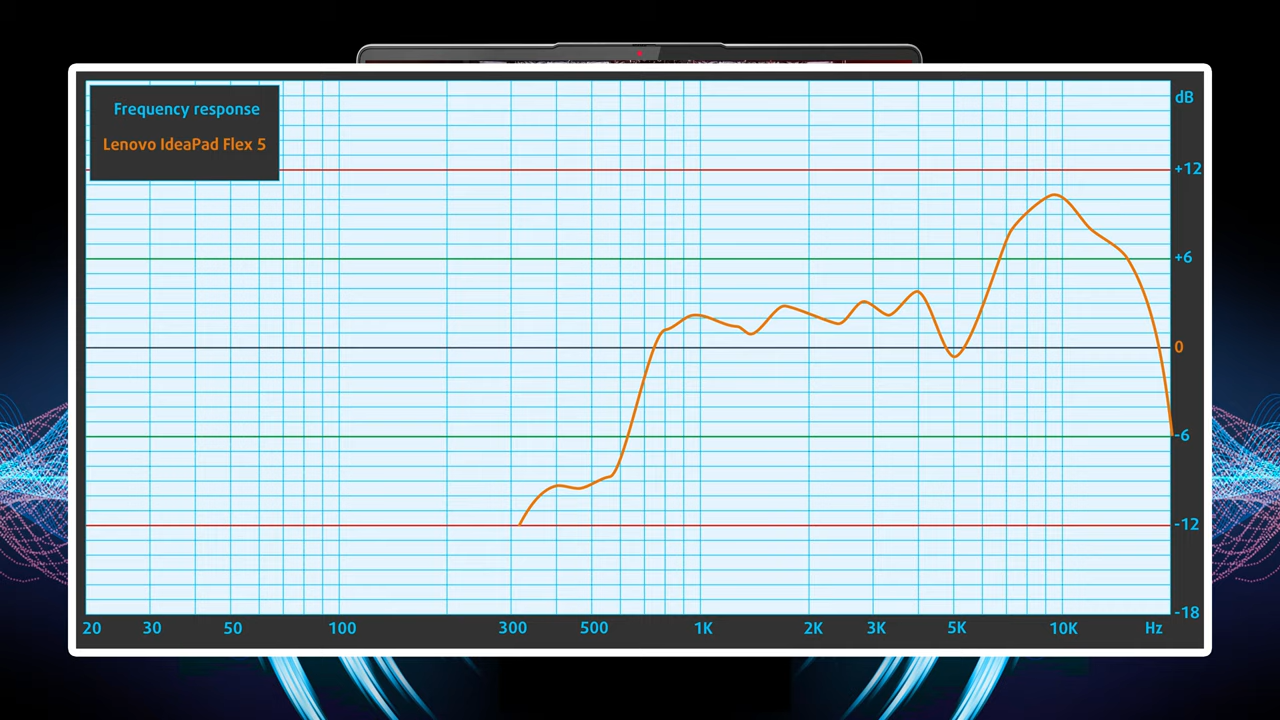 Frequency response
Lenovo IdeaPad Flex 5
dB
+12
+6
0
-6
-12
-18
20 30 50 100 300 500 1K 2K 3K 5K 10K Hz